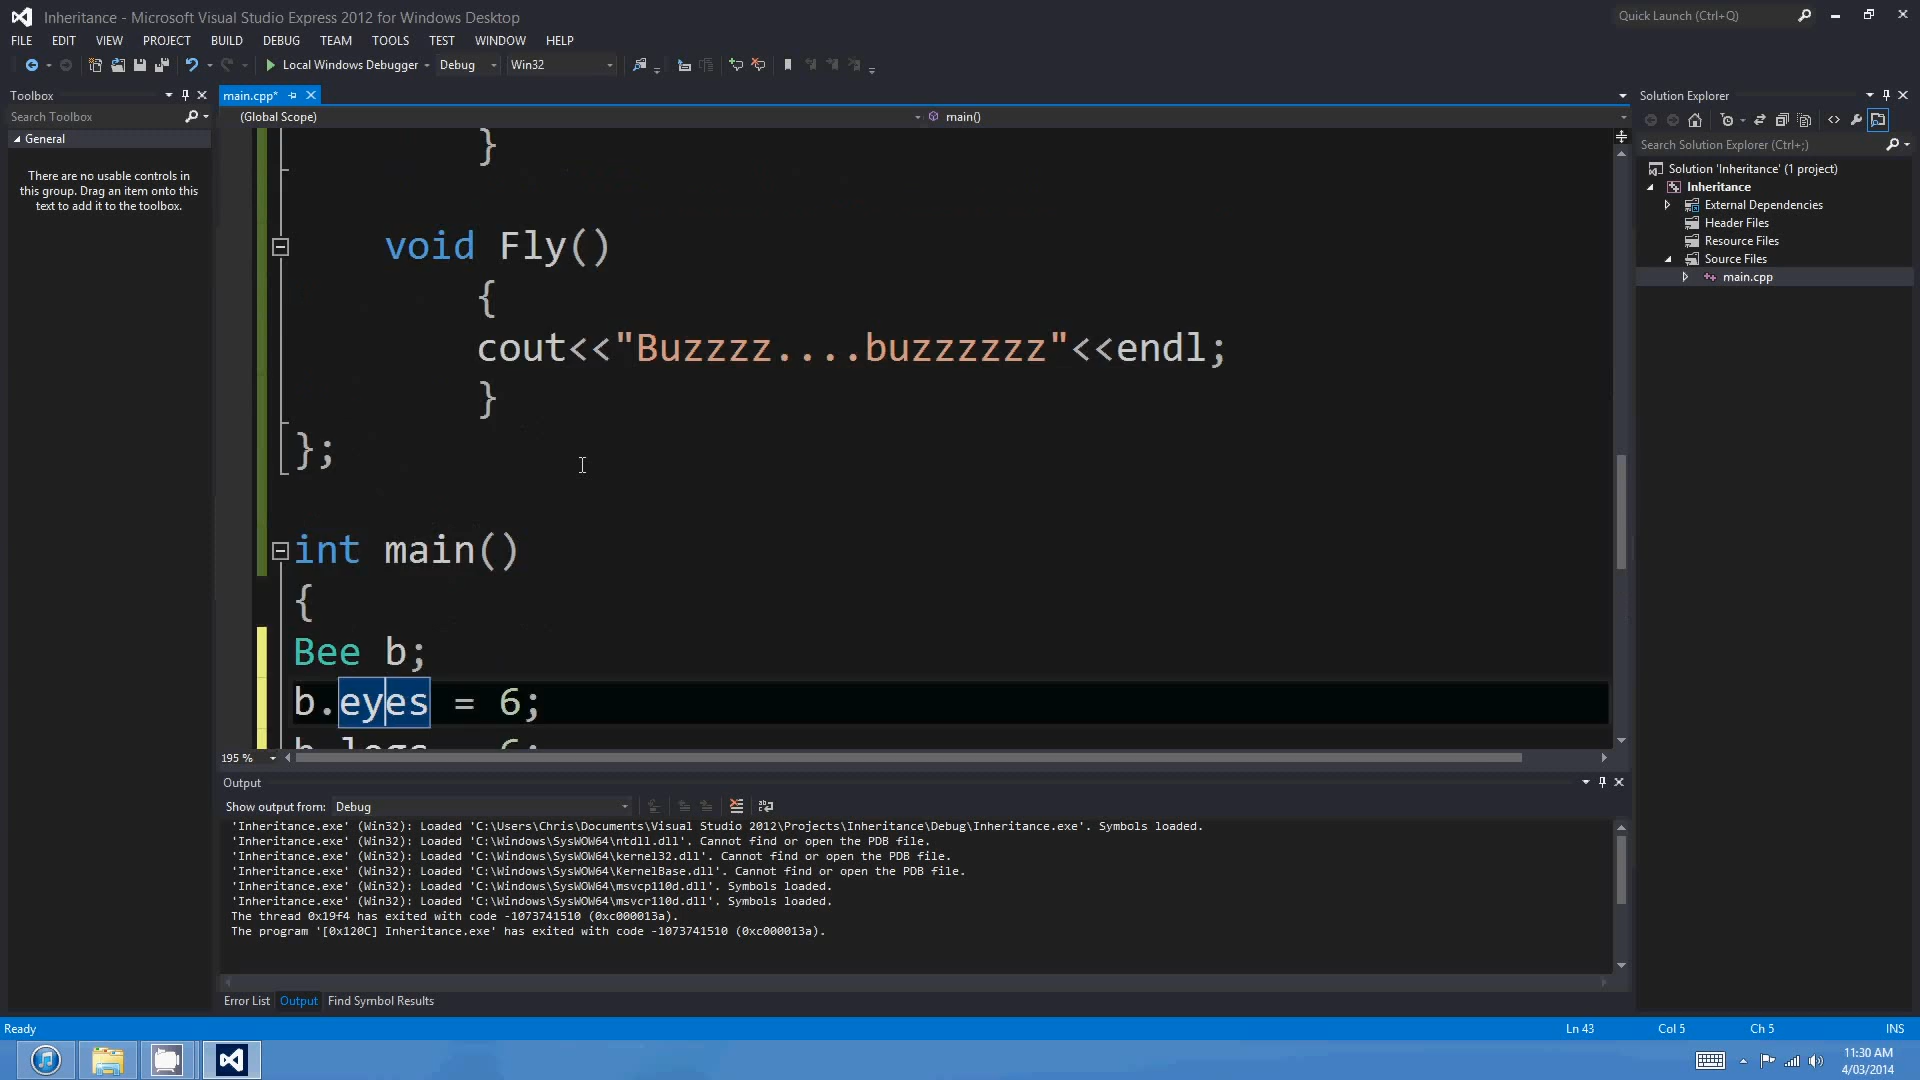 Inheritance - Microsoft Visual Studio Express 2012 for Windows Desktop
Quick Launch (Ctrl+Q)
FILE EDIT VIEW PROJECT BUILD DEBUG TEAM TOOLS TEST WINDOW HELP
Local Windows Debugger Debug Win32
Toolbox
main.cpp*
Solution Explorer
Search Toolbox
(Global Scope)
main()
General
There are no usable controls in
this group. Drag an item onto this
text to add it to the toolbox.
Search Solution Explorer (Ctrl+;)
Solution 'Inheritance' (1 project)
Inheritance
External Dependencies
Header Files
Resource Files
Source Files
main.cpp
}
void Fly()
{
cout<<"Buzzzz....buzzzzzz"<<endl;
}
};
int main()
{
Bee b;
b.eyes = 6;
b.legs = 6;
195 %
Output
Show output from: Debug
'Inheritance.exe' (Win32): Loaded 'C:\Users\Chris\Documents\Visual Studio 2012\Projects\Inheritance\Debug\Inheritance.exe'. Symbols loaded.
'Inheritance.exe' (Win32): Loaded 'C:\Windows\SysWOW64\ntdll.dll'. Cannot find or open the PDB file.
'Inheritance.exe' (Win32): Loaded 'C:\Windows\SysWOW64\kernel32.dll'. Cannot find or open the PDB file.
'Inheritance.exe' (Win32): Loaded 'C:\Windows\SysWOW64\KernelBase.dll'. Cannot find or open the PDB file.
'Inheritance.exe' (Win32): Loaded 'C:\Windows\SysWOW64\msvcp110d.dll'. Symbols loaded.
'Inheritance.exe' (Win32): Loaded 'C:\Windows\SysWOW64\msvcr110d.dll'. Symbols loaded.
The thread 0x19f4 has exited with code -1073741510 (0xc000013a).
The program '[0x120C] Inheritance.exe' has exited with code -1073741510 (0xc000013a).
Error List Output Find Symbol Results
Ready
Ln 43 Col 5 Ch 5 INS
11:30 AM
4/03/2014